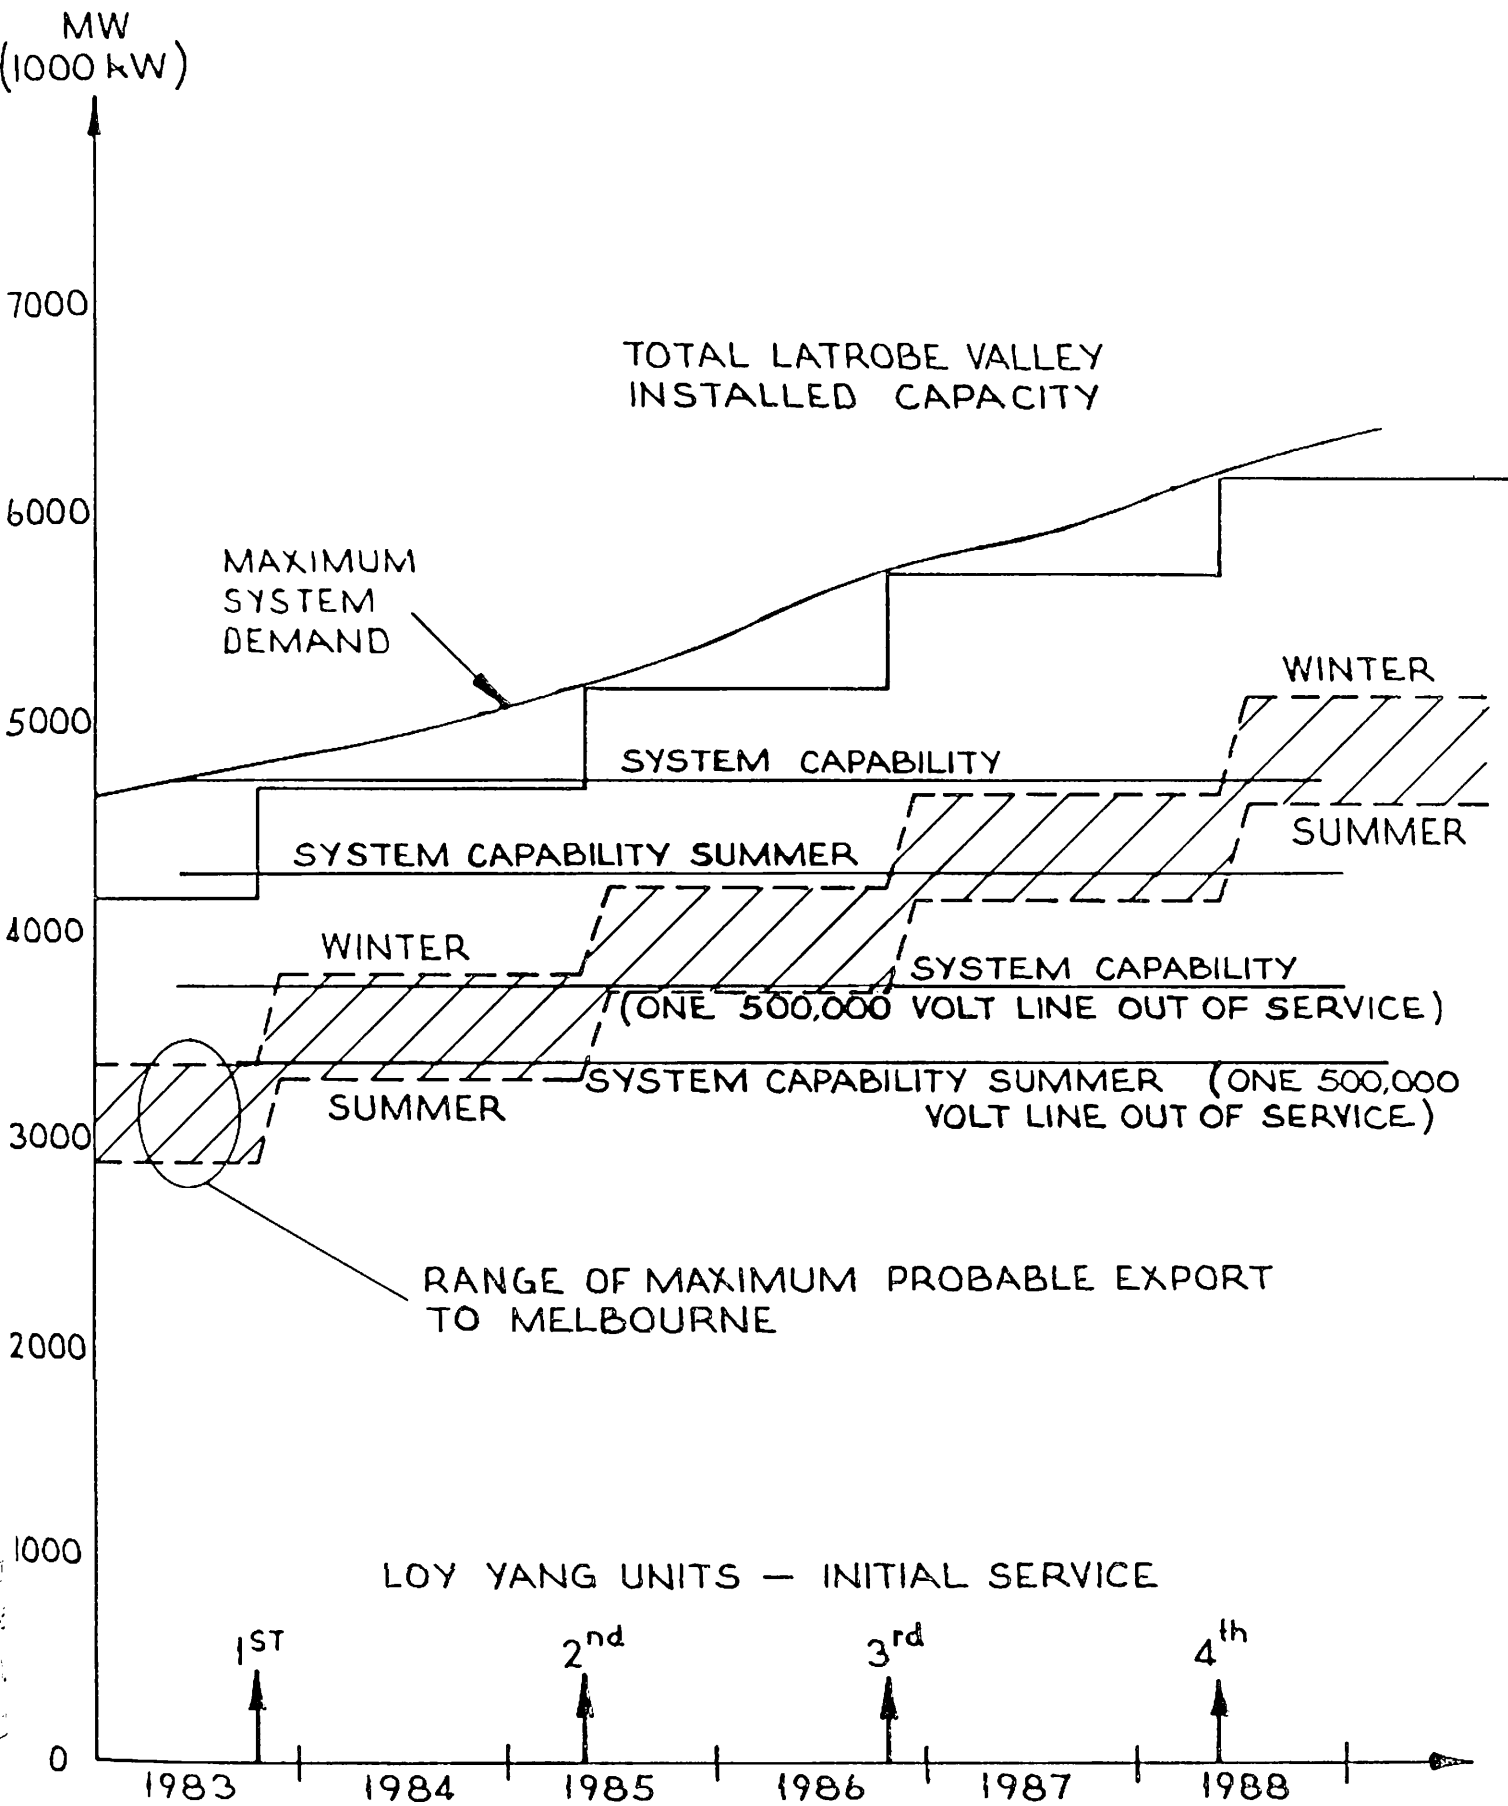 MW
(1000 kW)
7000
TOTAL LATROBE VALLEY
INSTALLED CAPACITY
6000
MAXIMUM
SYSTEM
DEMAND
WINTER
5000
SYSTEM CAPABILITY
SUMMER
SYSTEM CAPABILITY SUMMER
4000
WINTER
SYSTEM CAPABILITY
(ONE 500,000 VOLT LINE OUT OF SERVICE)
SYSTEM CAPABILITY SUMMER (ONE 500,000
VOLT LINE OUT OF SERVICE)
SUMMER
3000
RANGE OF MAXIMUM PROBABLE EXPORT
TO MELBOURNE
2000
1000
LOY YANG UNITS — INITIAL SERVICE
1ST 2nd 3rd 4th
0
1983 1984 1985 1986 1987 1988